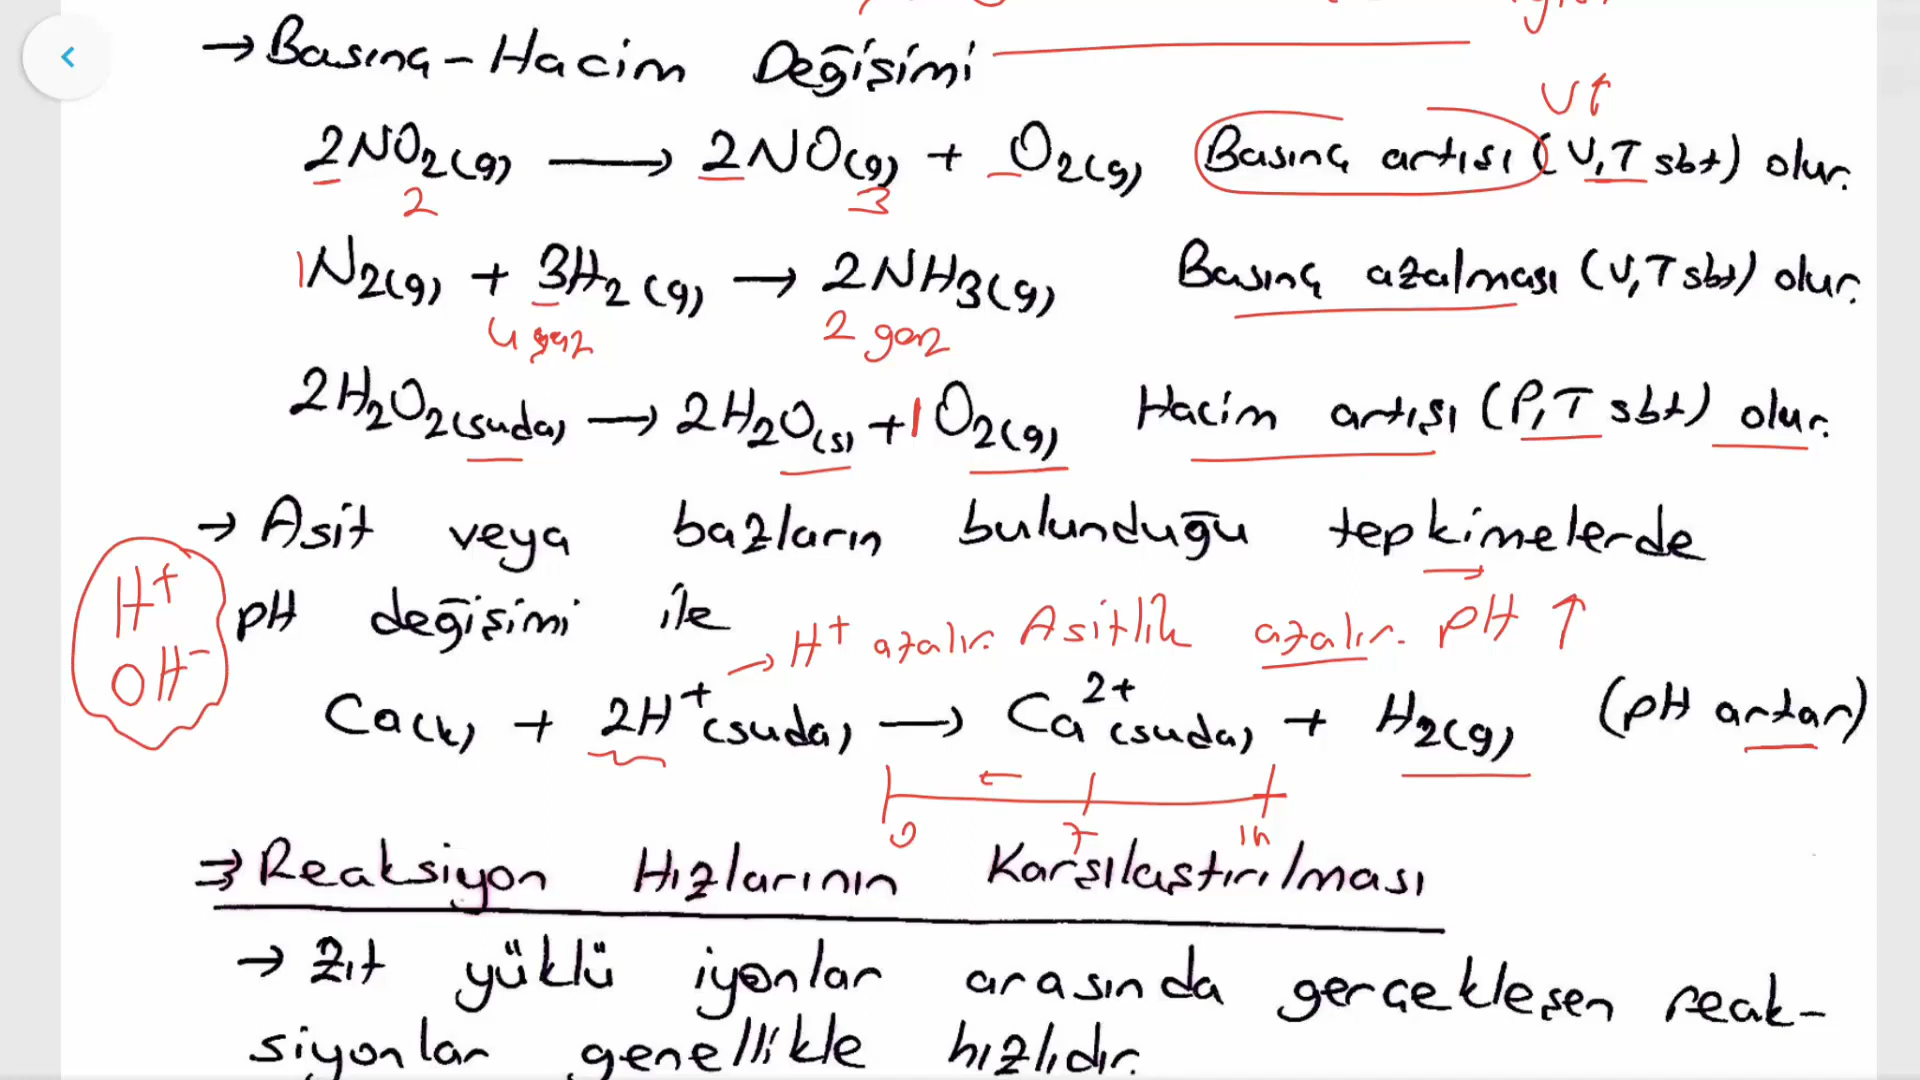 → Basınç - Hacim Değişimi
V↑
2NO2(g) → 2NO(g) + O2(g) Basınç artışı (V,T sbt) olur.
2 3
1N2(g) + 3H2(g) → 2NH3(g) Basınç azalması (V,T sbt) olur.
4 gaz 2 gaz
2H2O2(suda) → 2H2O(s) + 1O2(g) Hacim artışı (P,T sbt) olur.
→ Asit veya bazların bulunduğu tepkimelerde
H+
OH-
pH değişimi ile
→ H+ azalır. Asitlik azalır. pH ↑
Ca(k) + 2H+(suda) → Ca2+(suda) + H2(g) (pH artar)
←
0 7 14
⇒ Reaksiyon Hızlarının Karşılaştırılması
→ Zıt yüklü iyonlar arasında gerçekleşen reak-
siyonlar genellikle hızlıdır.